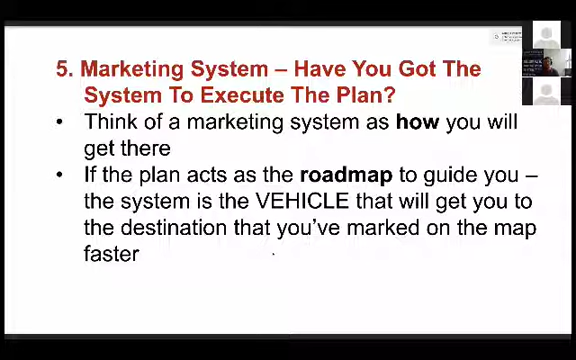 5. Marketing System – Have You Got The
System To Execute The Plan?
• Think of a marketing system as how you will
get there
• If the plan acts as the roadmap to guide you –
the system is the VEHICLE that will get you to
the destination that you’ve marked on the map
faster